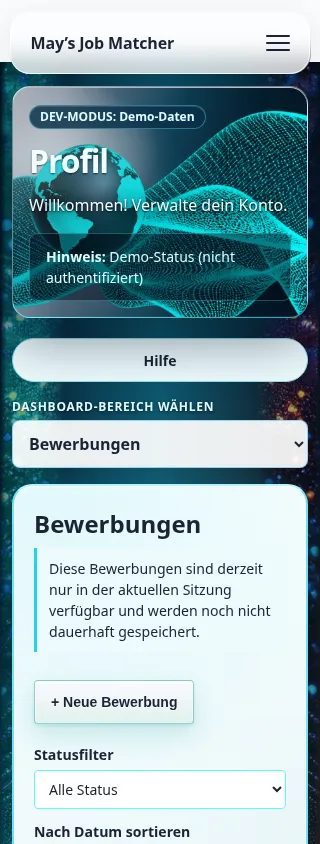 May's Job Matcher
DEV-MODUS: Demo-Daten
Profil
Willkommen! Verwalte dein Konto.
Hinweis: Demo-Status (nicht
authentifiziert)
Hilfe
DASHBOARD-BEREICH WÄHLEN
Bewerbungen
Bewerbungen
Diese Bewerbungen sind derzeit
nur in der aktuellen Sitzung
verfügbar und werden noch nicht
dauerhaft gespeichert.
+ Neue Bewerbung
Statusfilter
Alle Status
Nach Datum sortieren